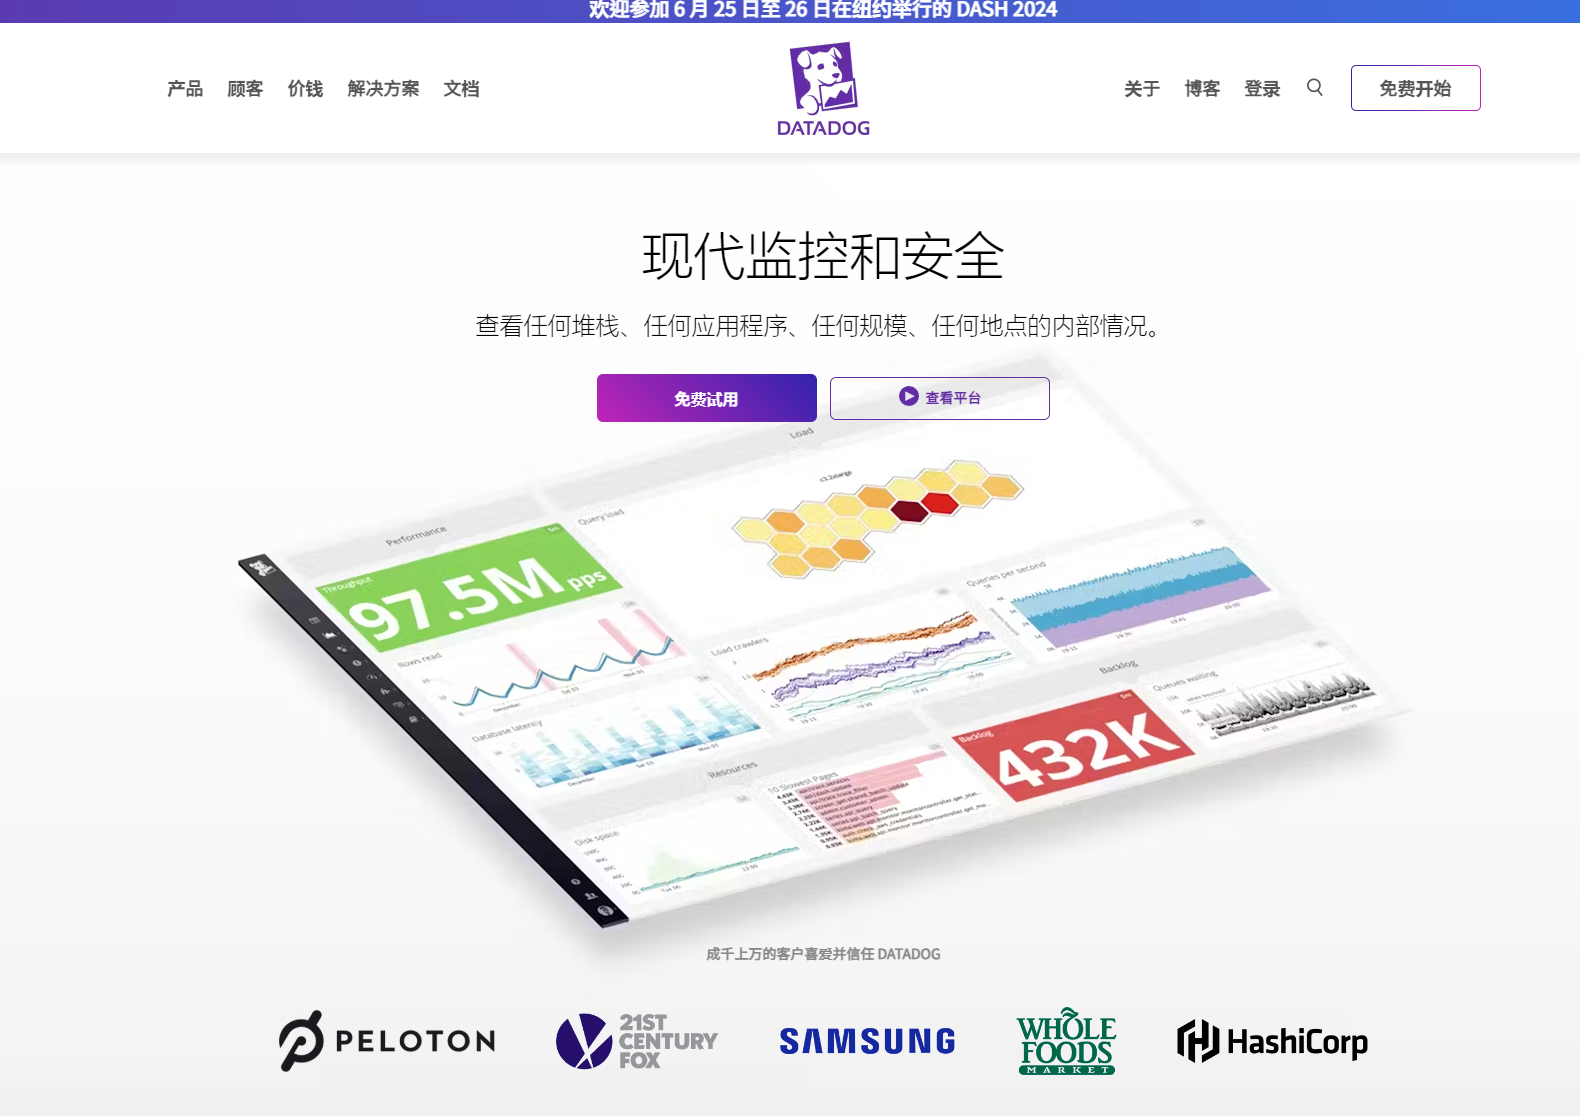 欢迎参加 6 月 25 日至 26 日在纽约举行的 DASH 2024
产品 顾客 价钱 解决方案 文档
DATADOG
关于 博客 登录
免费开始
现代监控和安全
查看任何堆栈、任何应用程序、任何规模、任何地点的内部情况。
免费试用
查看平台
Load
Performance
Query load
c3.2xlarge
Throughput
5m
97.5M pps
Queries per second
Rows read
Load crawlers
Backlog
Queues waiting
Database latency
Backlog
5m
432K
Resources
10 Slowest Pages
Disk space
成千上万的客户喜爱并信任 DATADOG
PELOTON
21ST
CENTURY
FOX
SAMSUNG
WHOLE
FOODS
MARKET
HashiCorp